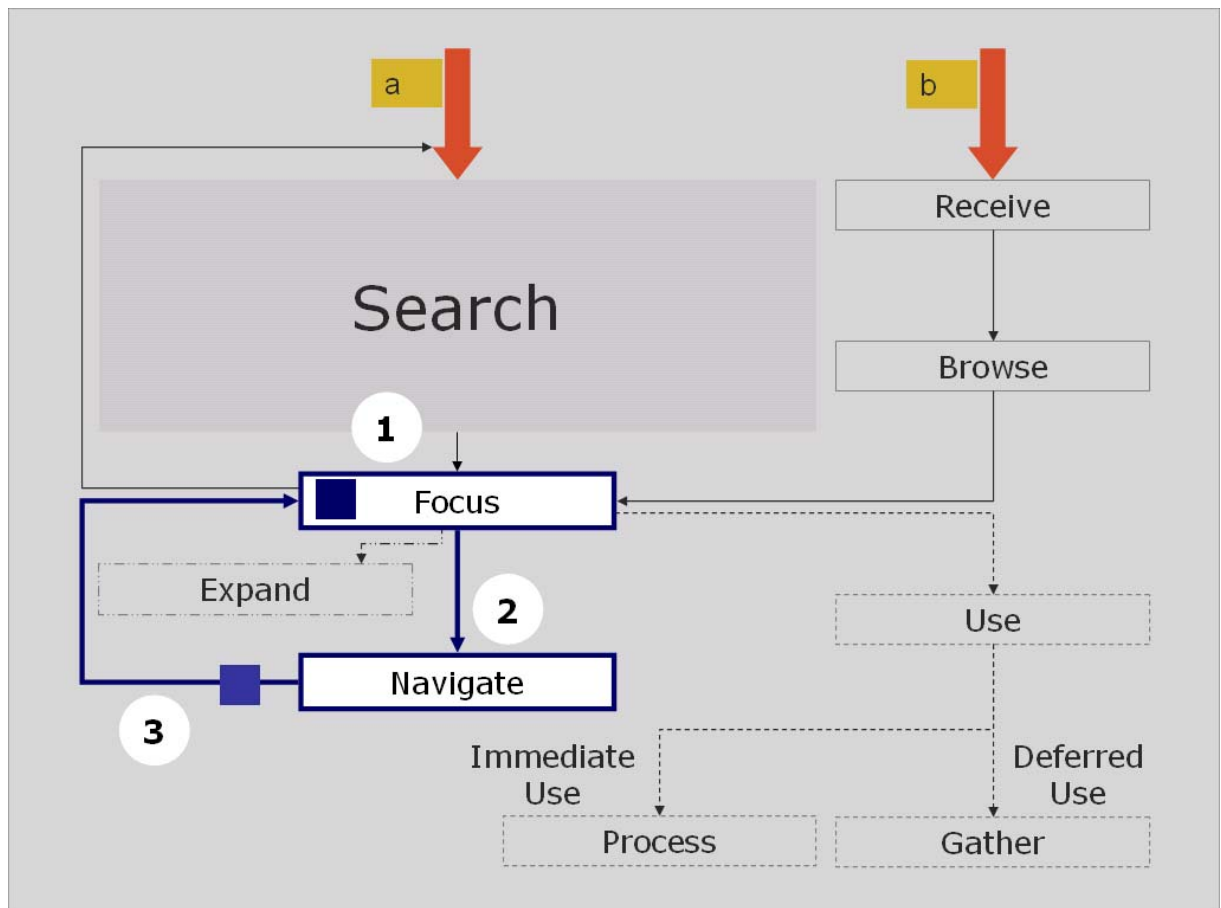 a
b
Receive
Search
Browse
1
Focus
Expand
2
Use
Navigate
3
Immediate
Use
Deferred
Use
Process
Gather